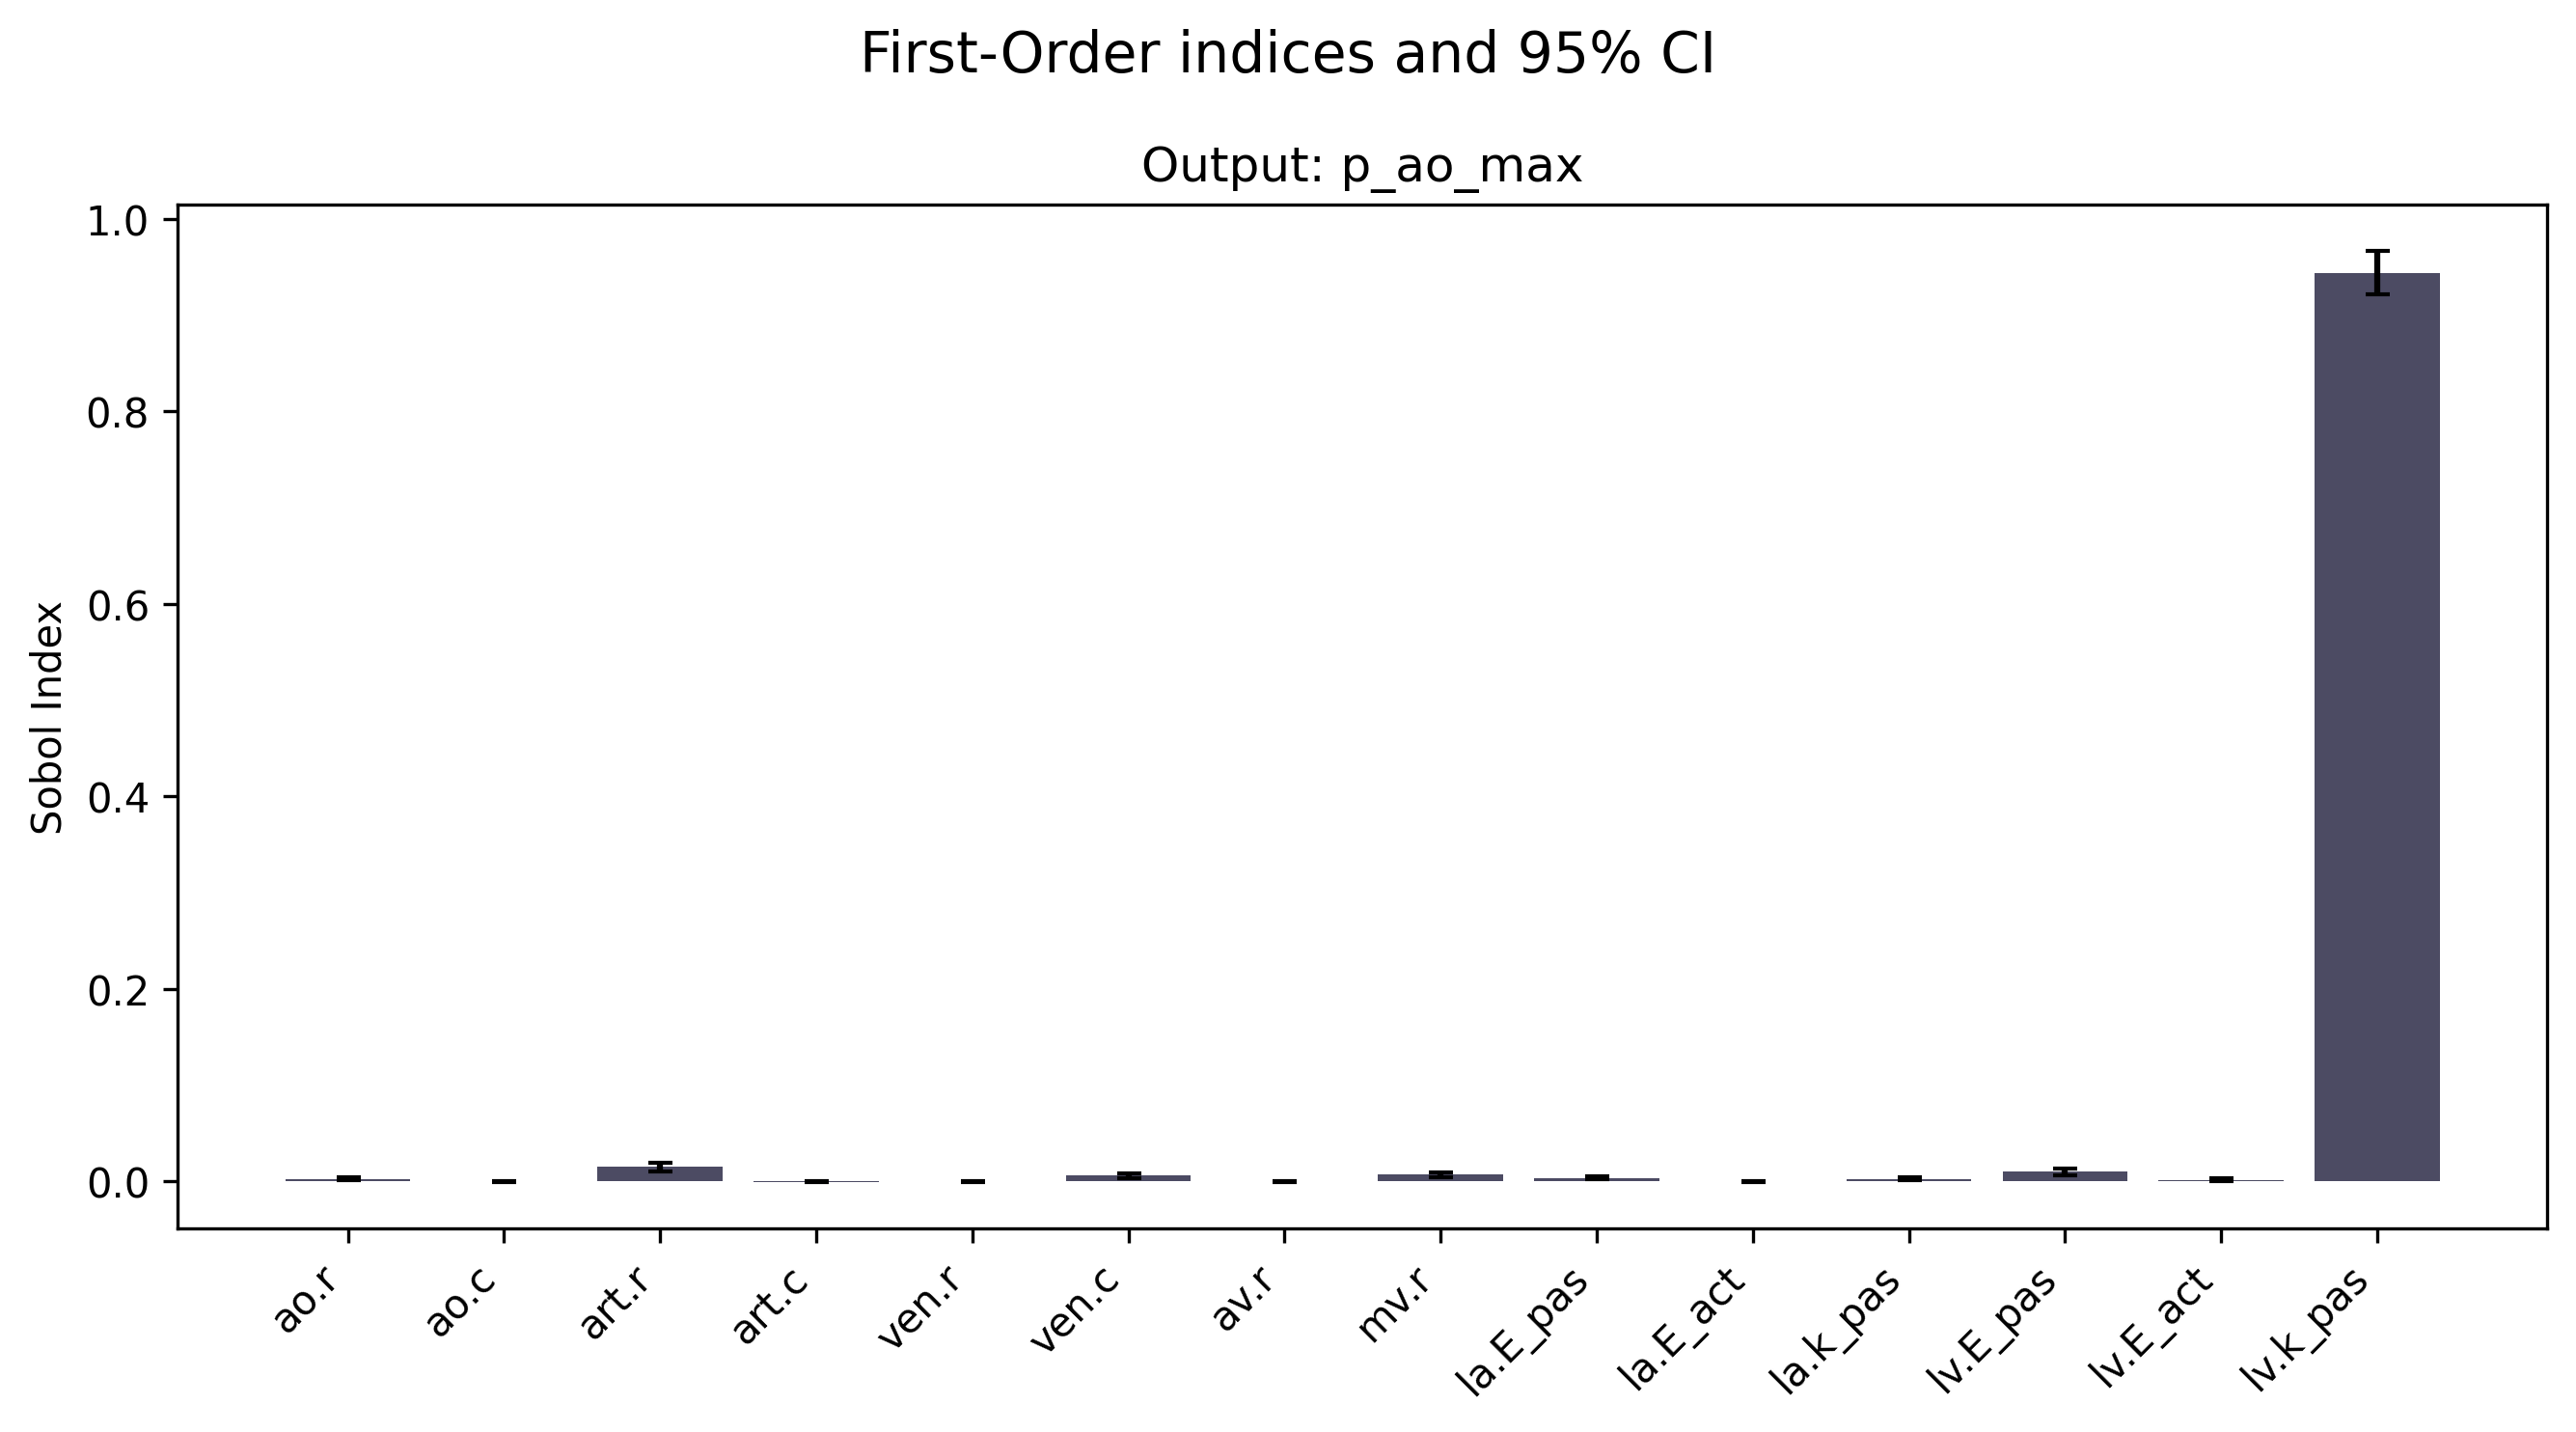 First-Order indices and 95% CI
Output: p_ao_max
Sobol Index
1.0
0.8
0.6
0.4
0.2
0.0
ao.r
ao.c
art.r
art.c
ven.r
ven.c
av.r
mv.r
la.E_pas
la.E_act
la.k_pas
lv.E_pas
lv.E_act
lv.k_pas